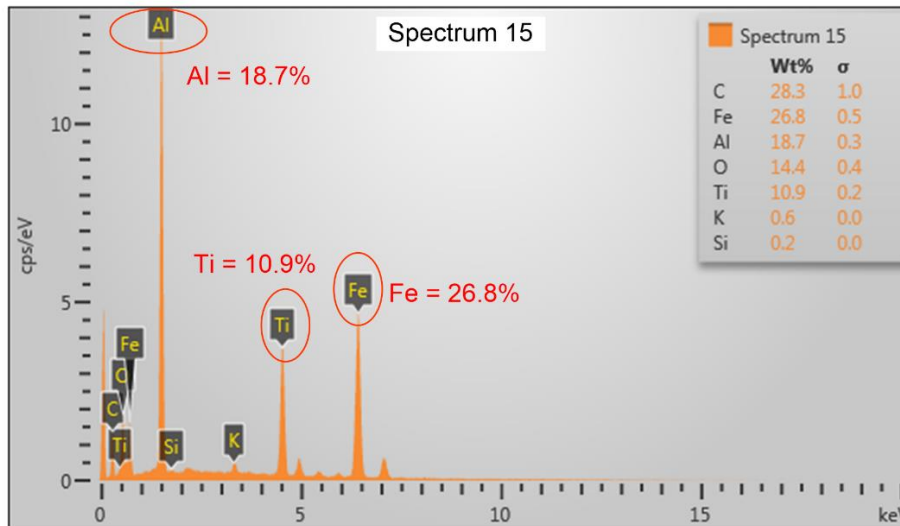 Al
Spectrum 15
Al = 18.7%
Spectrum 15
Wt% σ
C 28.3 1.0
Fe 26.8 0.5
Al 18.7 0.3
O 14.4 0.4
Ti 10.9 0.2
K 0.6 0.0
Si 0.2 0.0
10
cps/eV
Ti = 10.9%
Fe
Fe = 26.8%
5
Ti
Fe
O
C
Ti
Si
K
0
0 5 10 15 keV